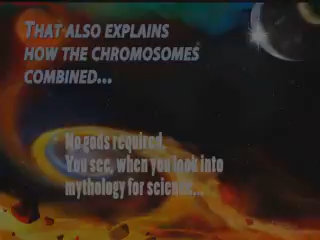 THAT ALSO EXPLAINS
HOW THE CHROMOSOMES
COMBINED...
No gods required.
You see, when you look into
mythology for science...